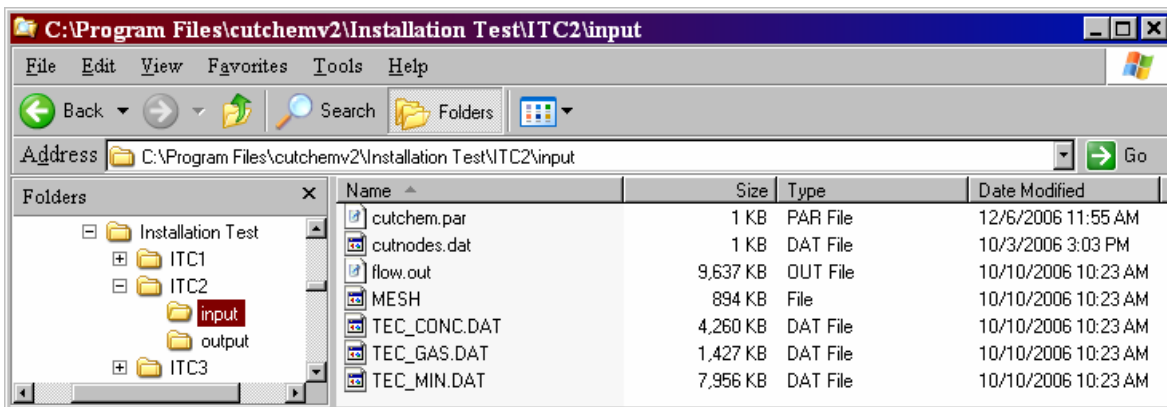 C:\Program Files\cutchemv2\Installation Test\ITC2\input
File Edit View Favorites Tools Help
Back Search Folders
Address C:\Program Files\cutchemv2\Installation Test\ITC2\input Go
Folders x Name Size Type Date Modified
Installation Test cutchem.par 1 KB PAR File 12/6/2006 11:55 AM
ITC1 cutnodes.dat 1 KB DAT File 10/3/2006 3:03 PM
ITC2 flow.out 9,637 KB OUT File 10/10/2006 10:23 AM
input MESH 894 KB File 10/10/2006 10:23 AM
output TEC_CONC.DAT 4,260 KB DAT File 10/10/2006 10:23 AM
ITC3 TEC_GAS.DAT 1,427 KB DAT File 10/10/2006 10:23 AM
TEC_MIN.DAT 7,956 KB DAT File 10/10/2006 10:23 AM